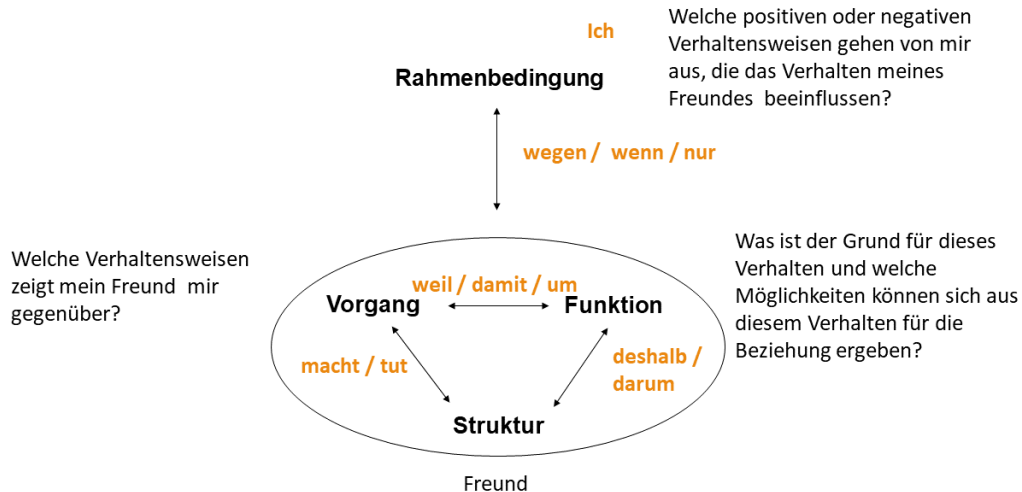 Ich
Rahmenbedingung
Welche positiven oder negativen
Verhaltensweisen gehen von mir
aus, die das Verhalten meines
Freundes beeinflussen?
wegen / wenn / nur
Welche Verhaltensweisen
zeigt mein Freund mir
gegenüber?
weil / damit / um
Vorgang
Funktion
macht / tut
deshalb /
darum
Struktur
Was ist der Grund für dieses
Verhalten und welche
Möglichkeiten können sich aus
diesem Verhalten für die
Beziehung ergeben?
Freund